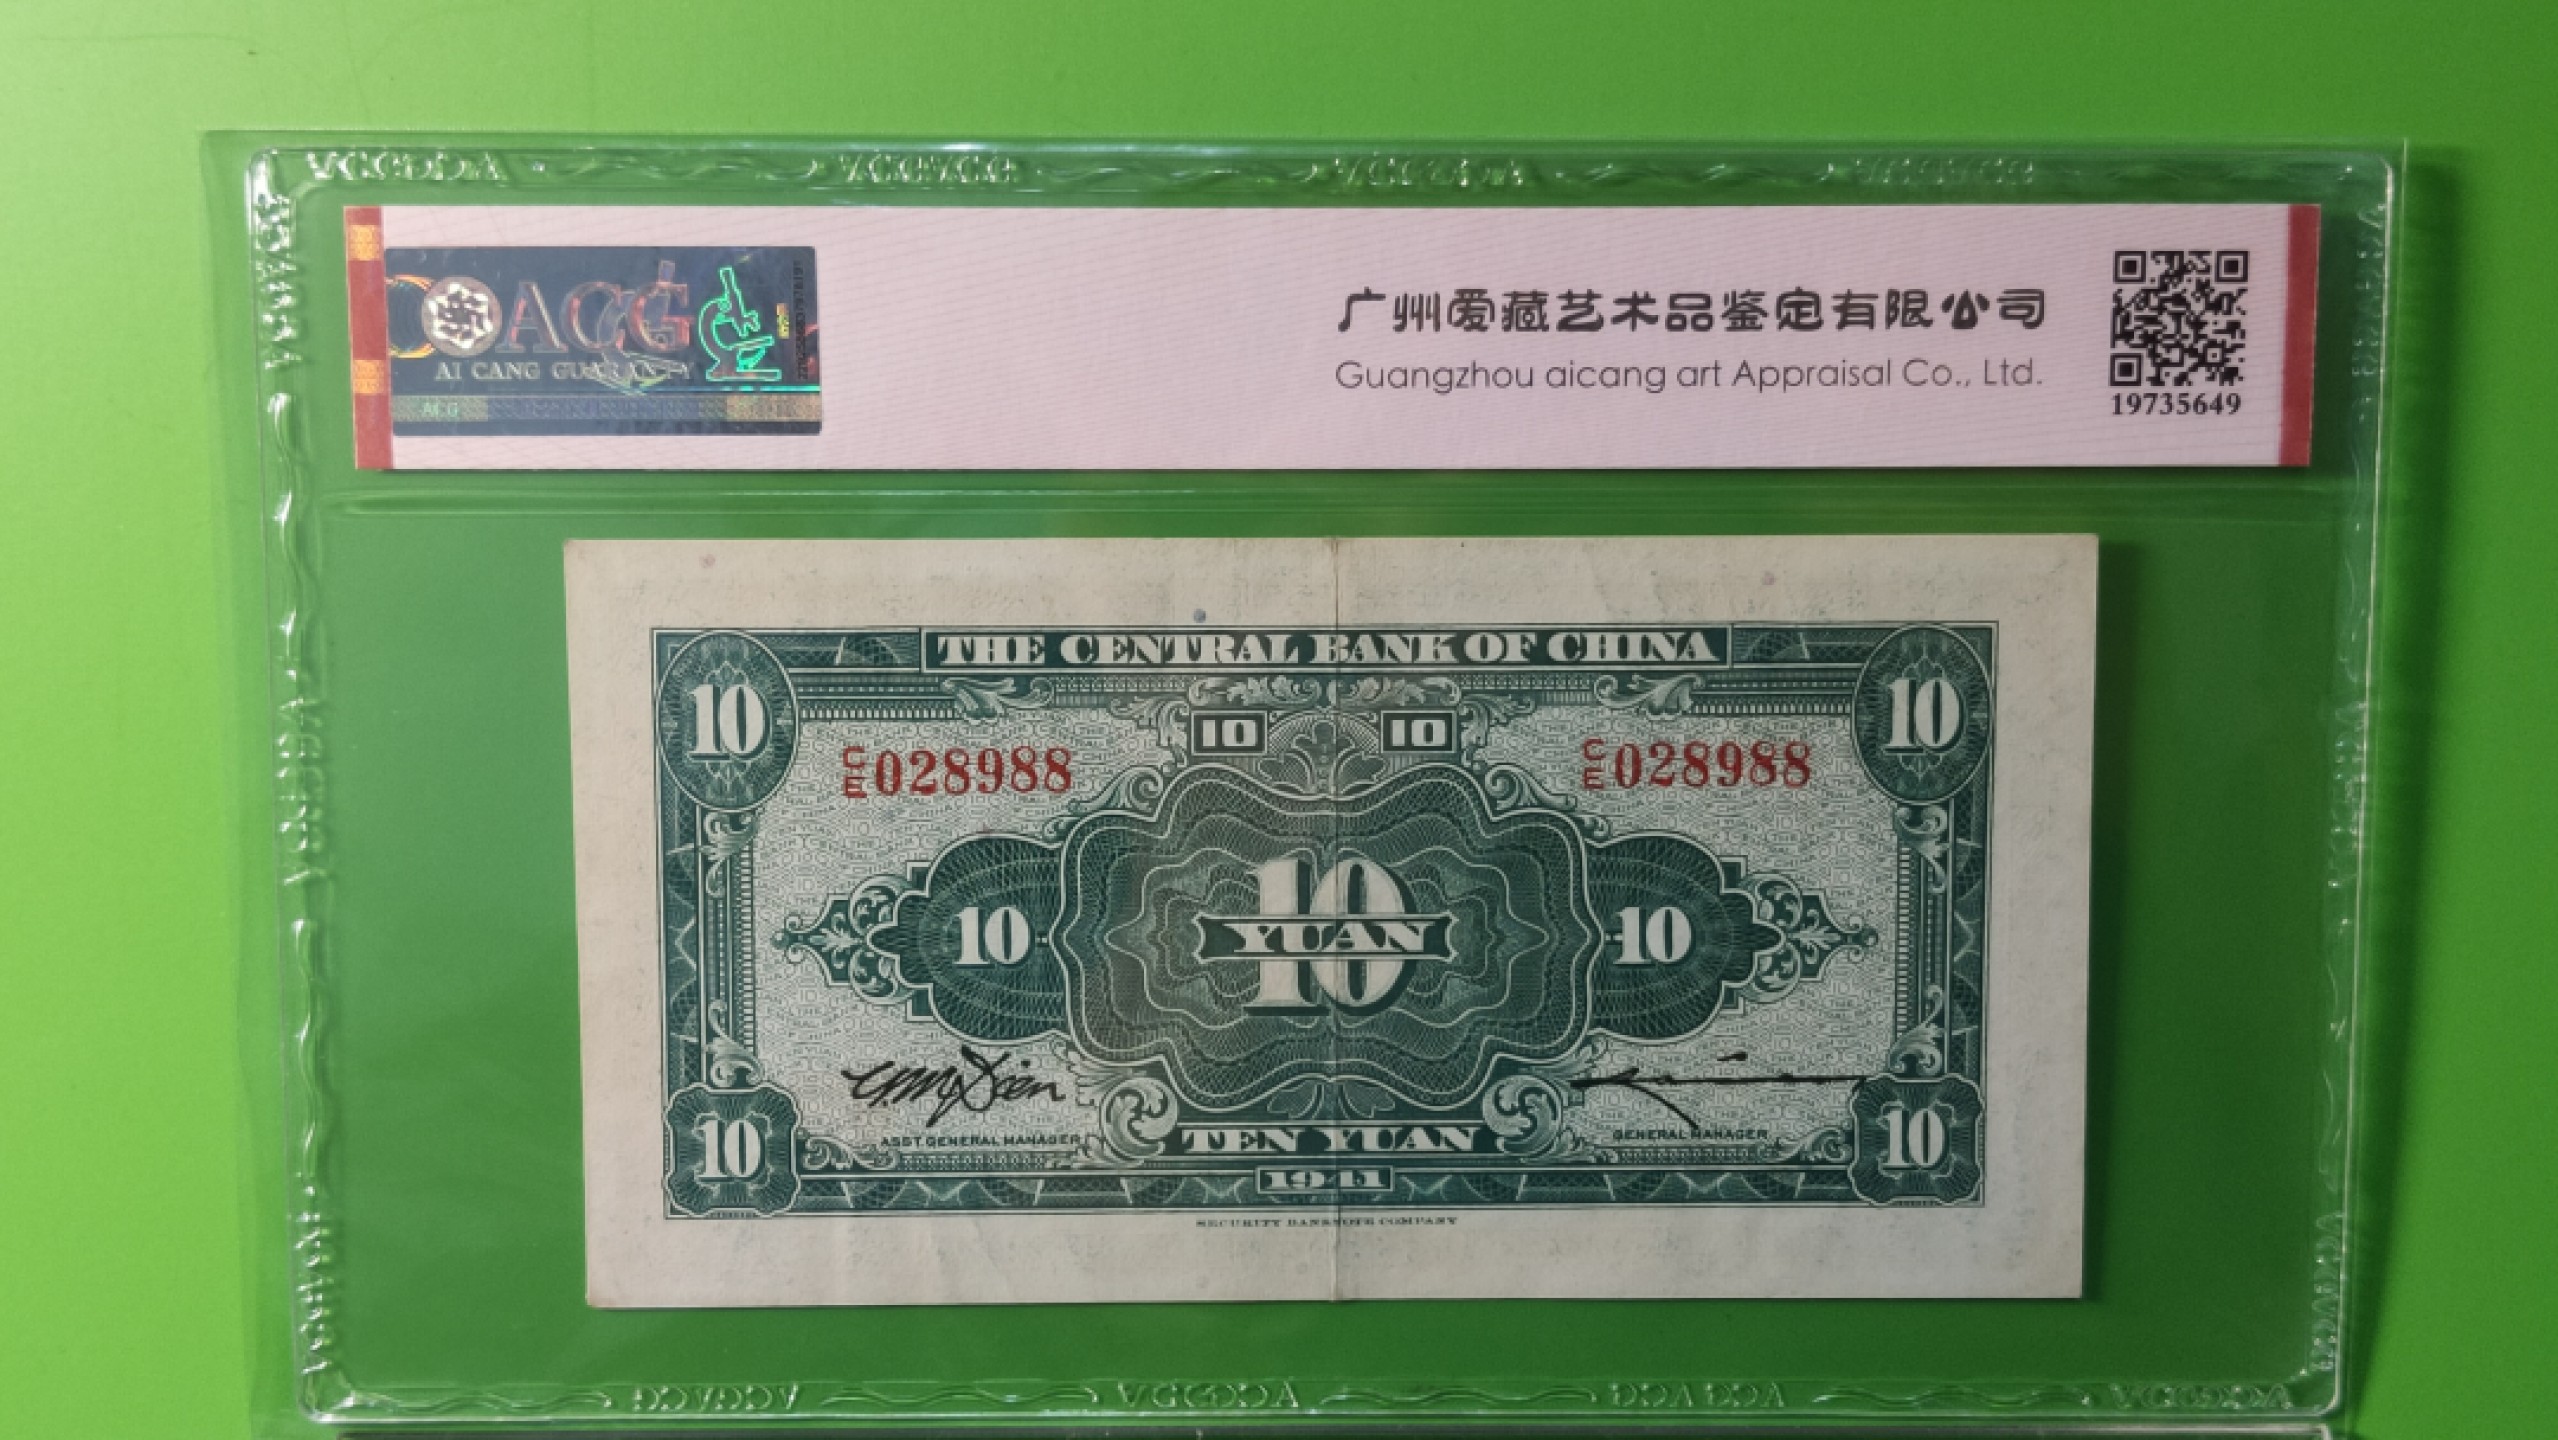 ACG
AI CANG GUARANTY
ACG
广州爱藏艺术品鉴定有限公司
Guangzhou aicang art Appraisal Co., Ltd.
19735649
THE CENTRAL BANK OF CHINA
10 10
10 10
C/E 028988 C/E 028988
10 10 YUAN 10
ASST GENERAL MANAGER GENERAL MANAGER
10 TEN YUAN 10
1941
SECURITY BANKNOTE COMPANY